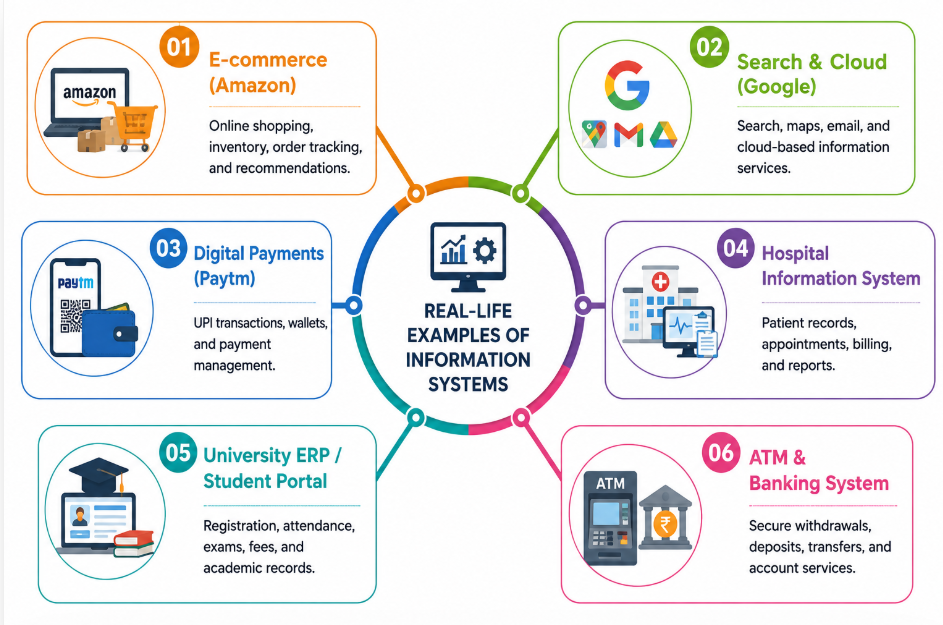 01
E-commerce
(Amazon)
amazon
Online shopping,
inventory, order tracking,
and recommendations.
02
Search & Cloud
(Google)
Search, maps, email, and
cloud-based information
services.
03
Digital Payments
(Paytm)
paytm
UPI transactions, wallets,
and payment
management.
REAL-LIFE
EXAMPLES OF
INFORMATION
SYSTEMS
04
Hospital
Information System
Patient records,
appointments, billing,
and reports.
05
University ERP /
Student Portal
Registration, attendance,
exams, fees, and
academic records.
06
ATM &
Banking System
ATM
₹
Secure withdrawals,
deposits, transfers, and
account services.